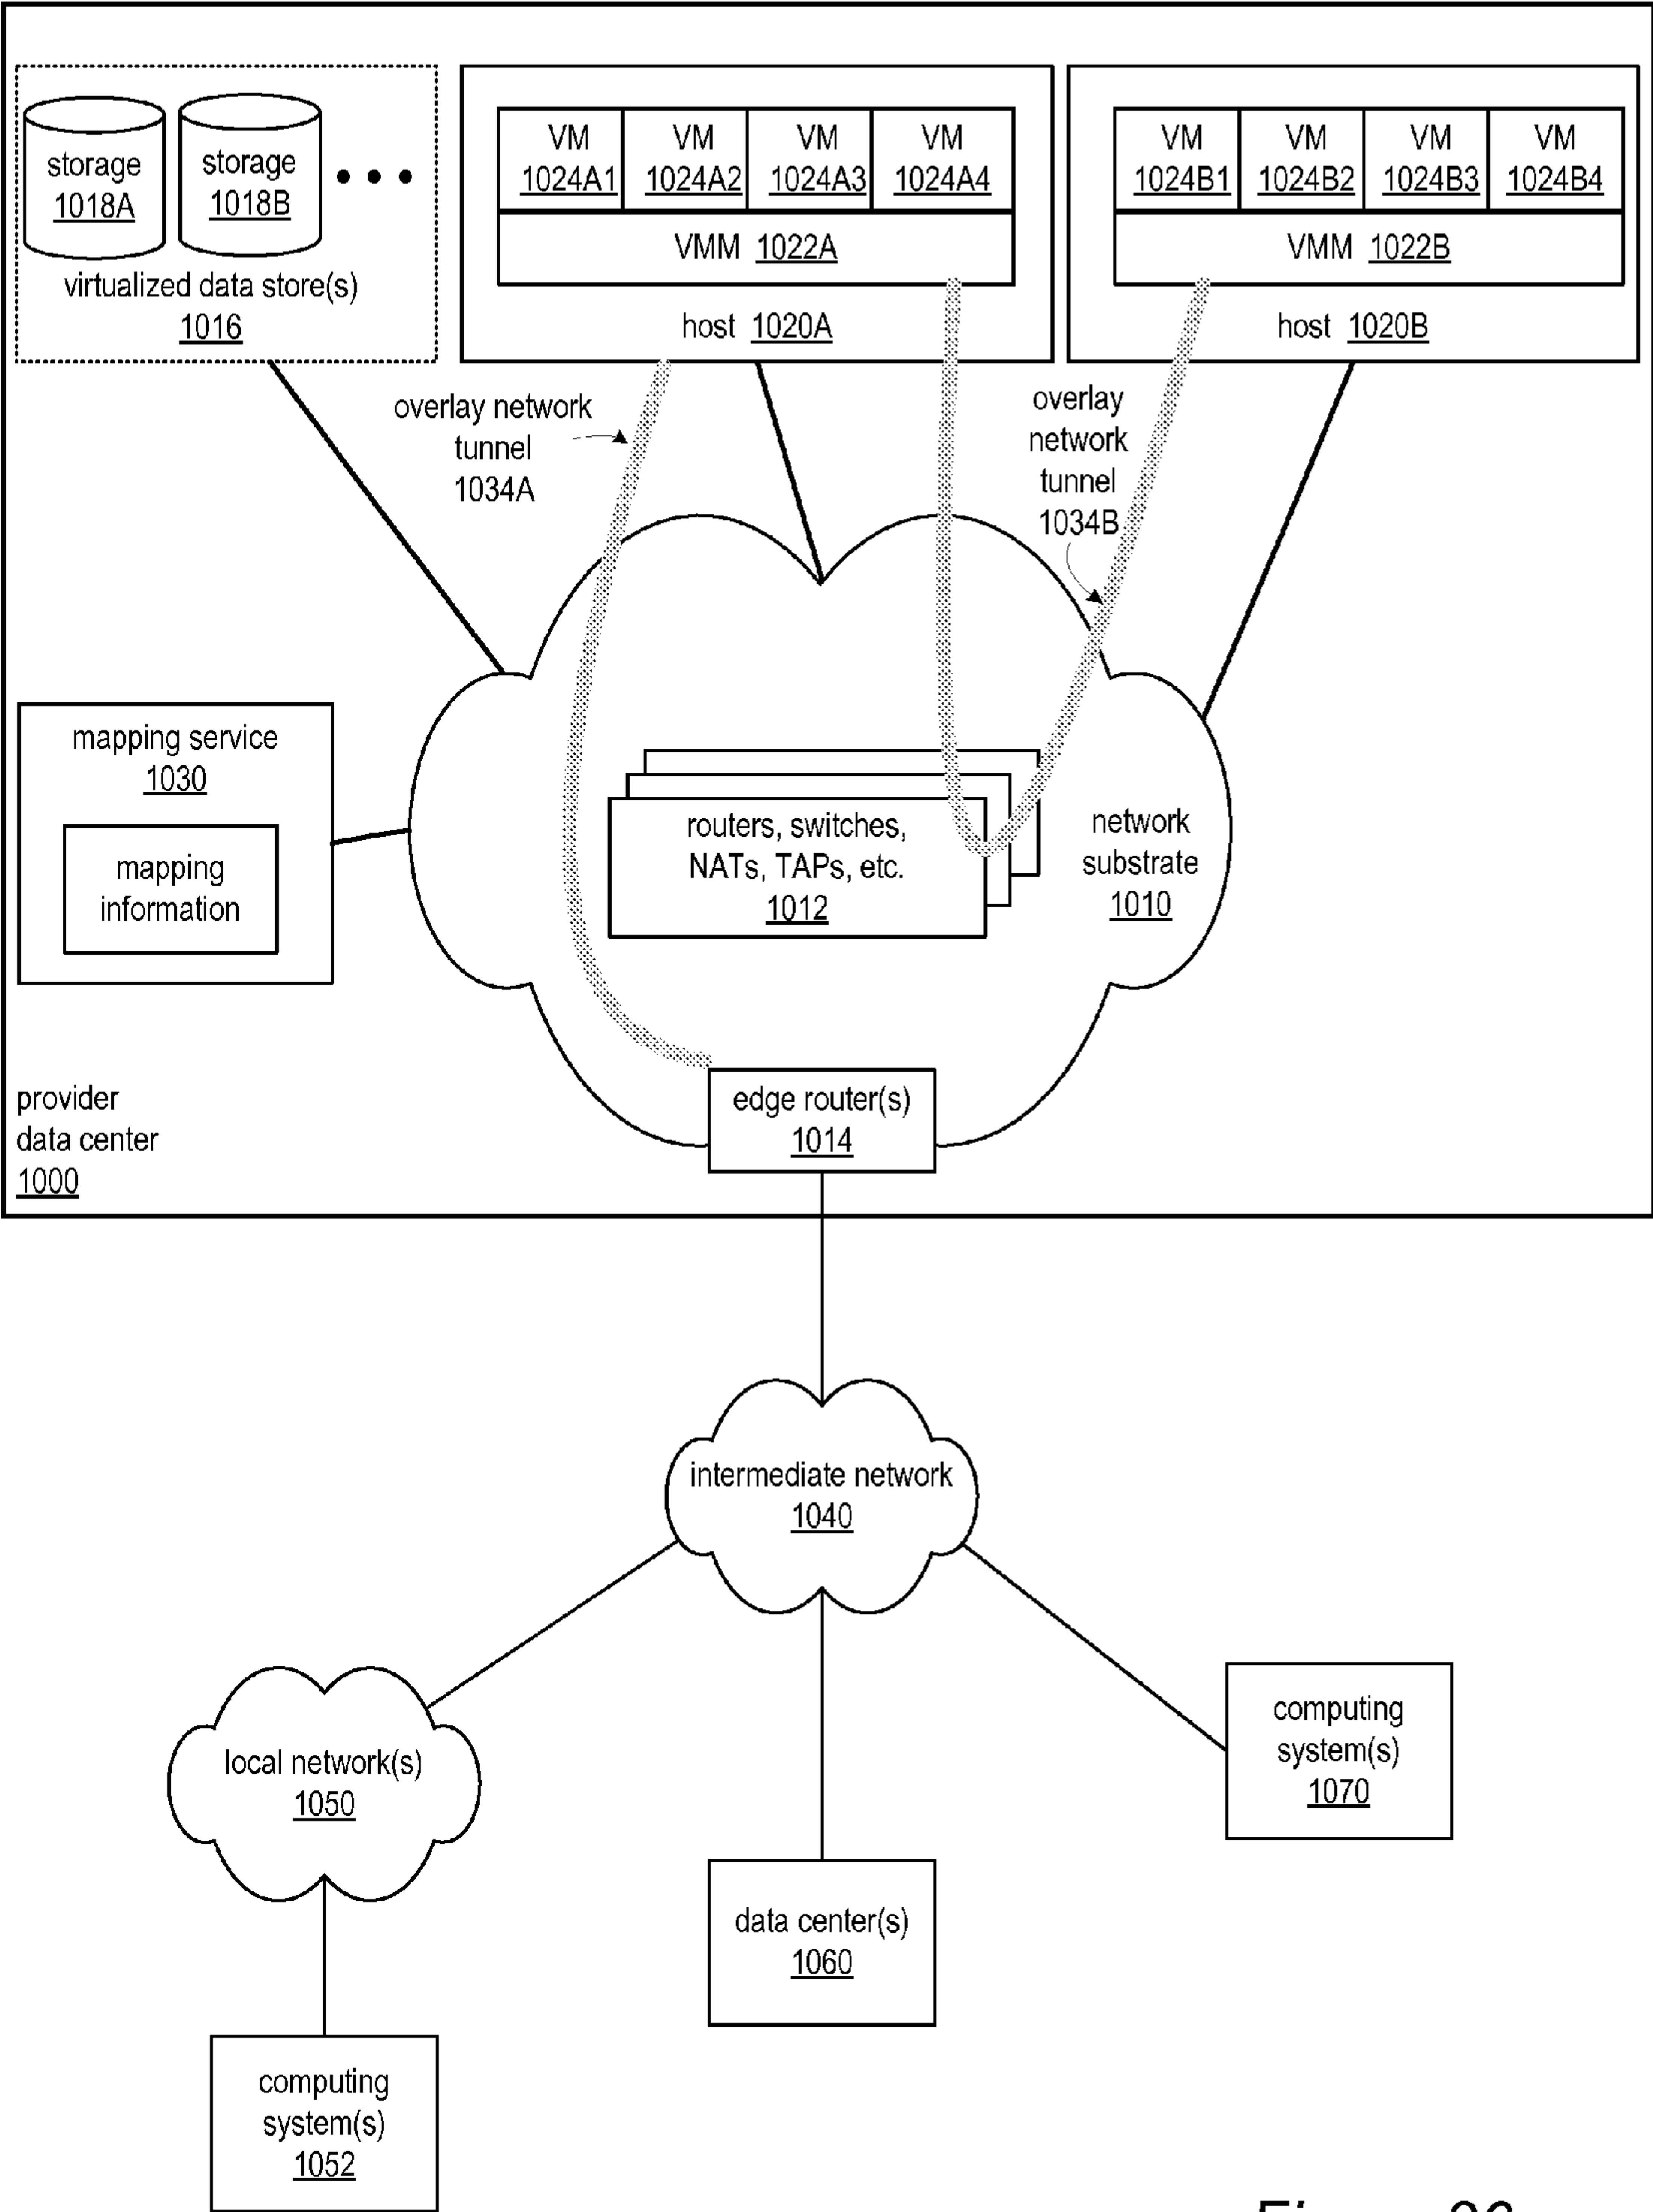 storage
1018A
storage
1018B
virtualized data store(s)
1016
VM
1024A1
VM
1024A2
VM
1024A3
VM
1024A4
VMM 1022A
host 1020A
VM
1024B1
VM
1024B2
VM
1024B3
VM
1024B4
VMM 1022B
host 1020B
overlay network
tunnel
1034A
overlay
network
tunnel
1034B
mapping service
1030
mapping
information
routers, switches,
NATs, TAPs, etc.
1012
network
substrate
1010
edge router(s)
1014
provider
data center
1000
intermediate network
1040
local network(s)
1050
computing
system(s)
1070
data center(s)
1060
computing
system(s)
1052